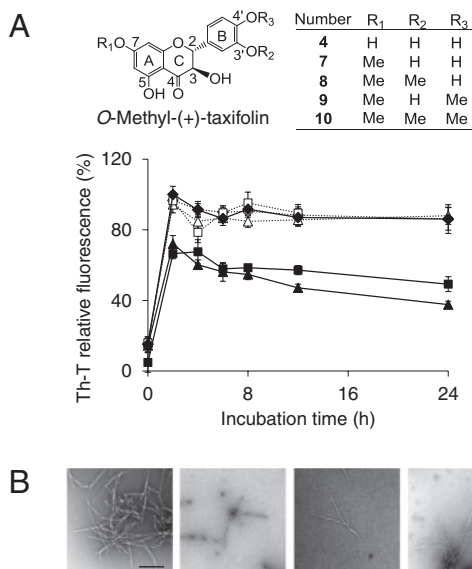 A
R₁O
7
A
5
OH
O
C
4
O
2
3
OH
B
4'
OR₃
3'
OR₂
O-Methyl-(+)-taxifolin
Number R₁ R₂ R₃
4 H H H
7 Me H H
8 Me Me H
9 Me H Me
10 Me Me Me
Th-T relative fluorescence (%)
120
80
40
0
0 8 16 24
Incubation time (h)
B